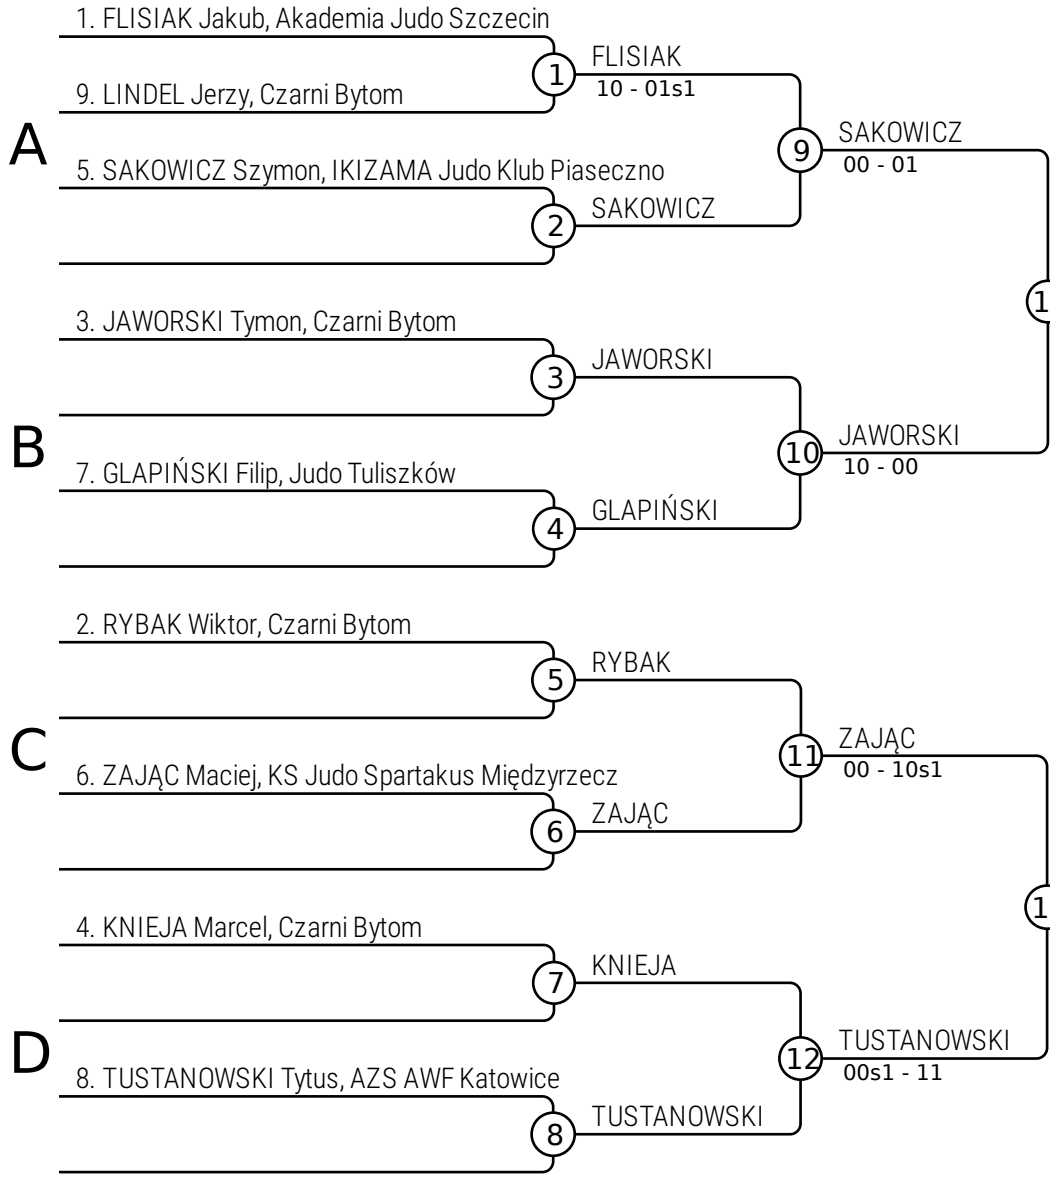 1. FLISIAK Jakub, Akademia Judo Szczecin
1
FLISIAK
10 - 01s1
9. LINDEL Jerzy, Czarni Bytom
A
9
SAKOWICZ
00 - 01
5. SAKOWICZ Szymon, IKIZAMA Judo Klub Piaseczno
2
SAKOWICZ
1
3. JAWORSKI Tymon, Czarni Bytom
3
JAWORSKI
B
10
JAWORSKI
10 - 00
7. GLAPIŃSKI Filip, Judo Tuliszków
4
GLAPIŃSKI
2. RYBAK Wiktor, Czarni Bytom
5
RYBAK
C
11
ZAJĄC
00 - 10s1
6. ZAJĄC Maciej, KS Judo Spartakus Międzyrzecz
6
ZAJĄC
1
4. KNIEJA Marcel, Czarni Bytom
7
KNIEJA
D
12
TUSTANOWSKI
00s1 - 11
8. TUSTANOWSKI Tytus, AZS AWF Katowice
8
TUSTANOWSKI